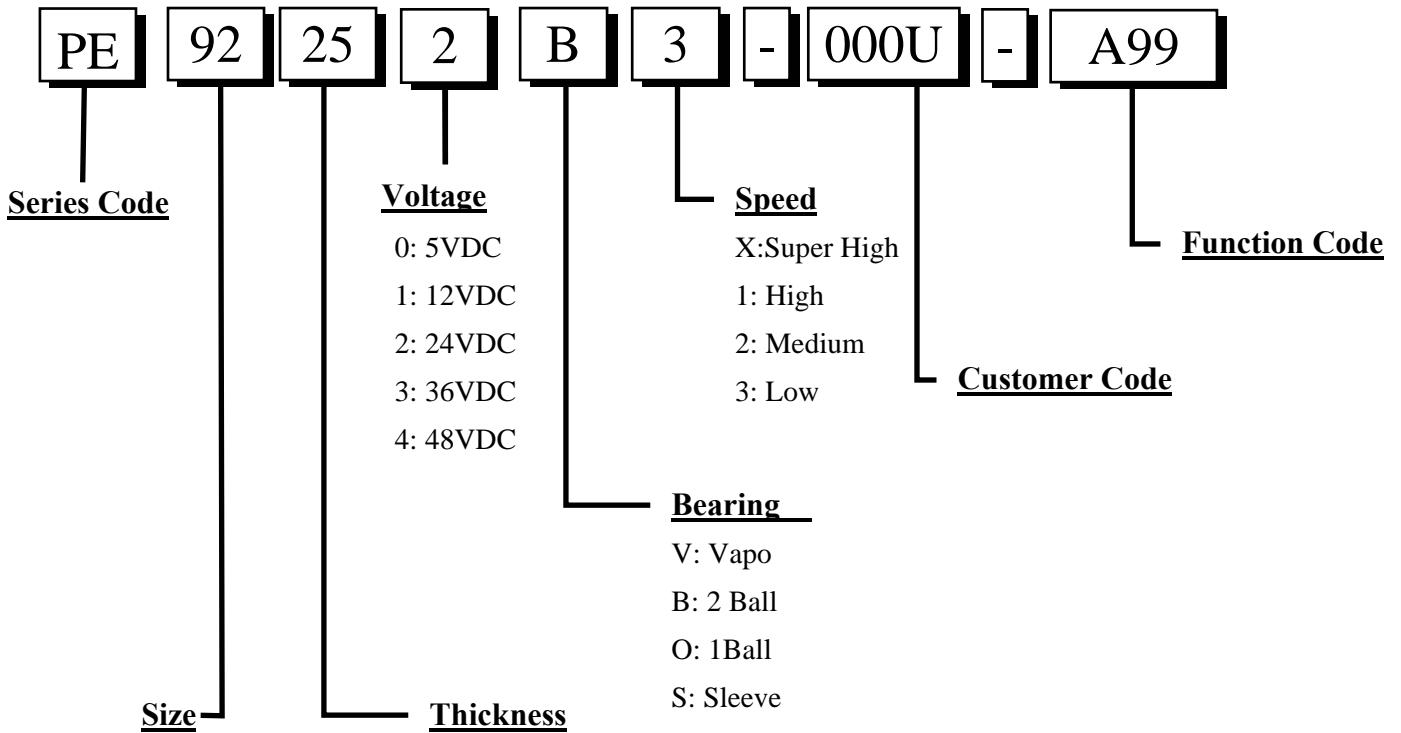 PE 92 25 2 B 3 - 000U - A99
Series Code
Voltage
0: 5VDC
1: 12VDC
2: 24VDC
3: 36VDC
4: 48VDC
Speed
X:Super High
1: High
2: Medium
3: Low
Function Code
Customer Code
Bearing
V: Vapo
B: 2 Ball
O: 1Ball
S: Sleeve
Size
Thickness